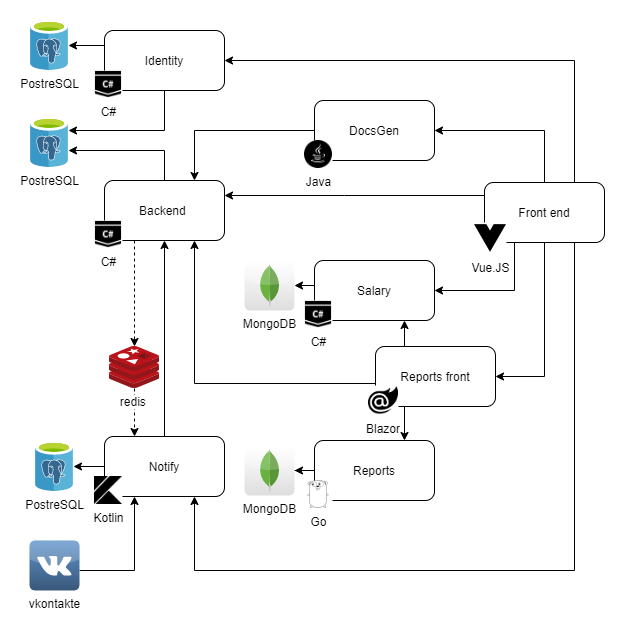 Identity
PostreSQL
C#
DocsGen
PostreSQL
Java
Backend
Front end
C#
Vue.JS
Salary
MongoDB
C#
Reports front
redis
Blazor
Notify
Reports
PostreSQL
MongoDB
Kotlin
Go
vkontakte